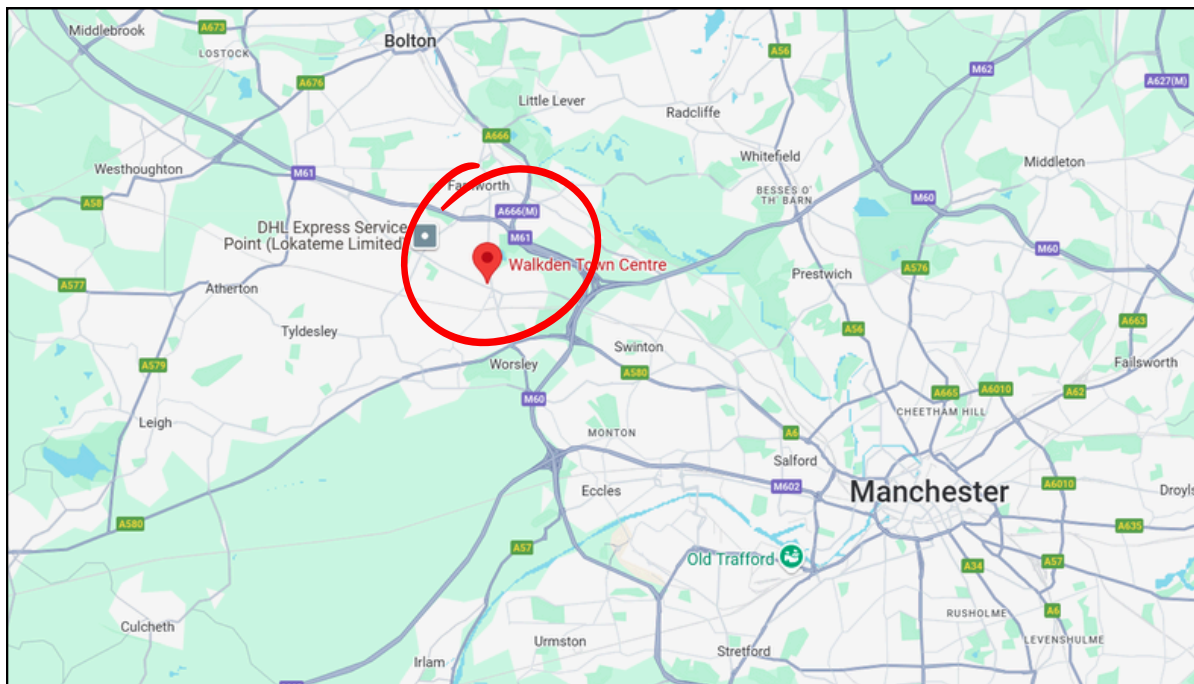 Middlebrook
A673
LOSTOCK
Bolton
A56
M62
A627(M)
A676
Little Lever
Radcliffe
A666
Westhoughton
M61
Whitefield
Middleton
Farnworth
BESSES O'
TH' BARN
M60
A58
A666(M)
DHL Express Service
Point (Lokateme Limited)
M61
M60
Walkden Town Centre
A576
Prestwich
A577
Atherton
Tyldesley
A56
A663
Swinton
Worsley
A580
A579
Failsworth
M60
A665
A6010
A62
CHEETHAM HILL
Leigh
MONTON
A6
Salford
Eccles
M602
Manchester
A6010
Droyls
A580
A635
A57
Old Trafford
A34
A57
RUSHOLME
A6
Culcheth
Urmston
LEVENSHULME
Stretford
Irlam